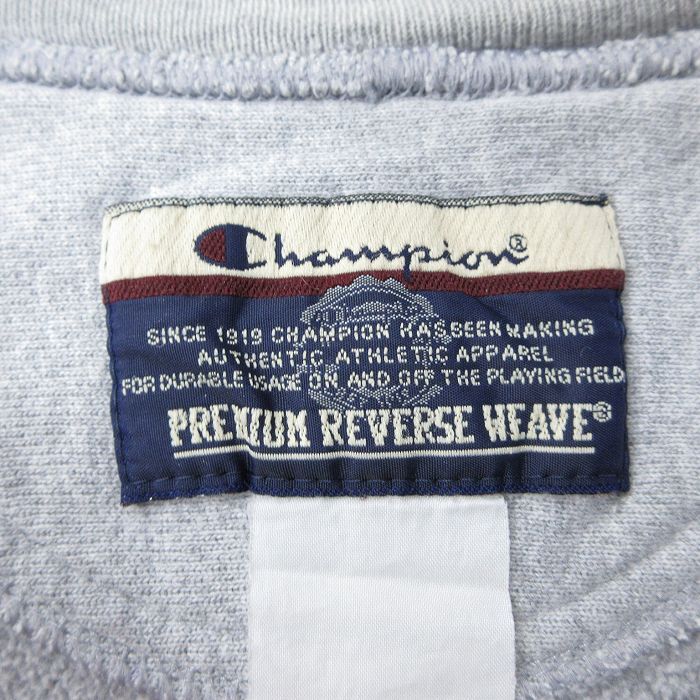 Champion®
SINCE 1919 CHAMPION HAS BEEN MAKING
AUTHENTIC ATHLETIC APPAREL
FOR DURABLE USAGE ON AND OFF THE PLAYING FIELD
PREMIUM REVERSE WEAVE®